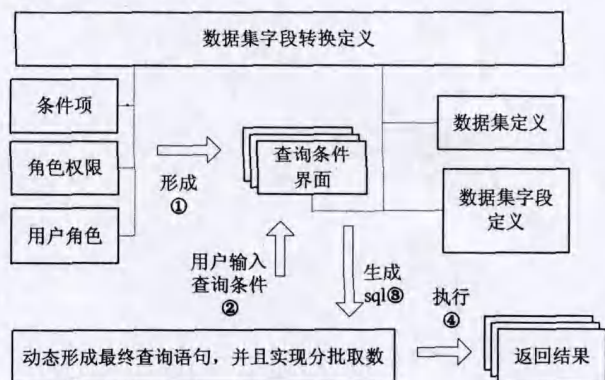 数据集字段转换定义
条件项
角色权限
用户角色
形成
①
查询条件
界面
数据集定义
数据集字段
定义
用户输入
查询条件
②
生成
sql③
执行
④
动态形成最终查询语句，并且实现分批取数
返回结果